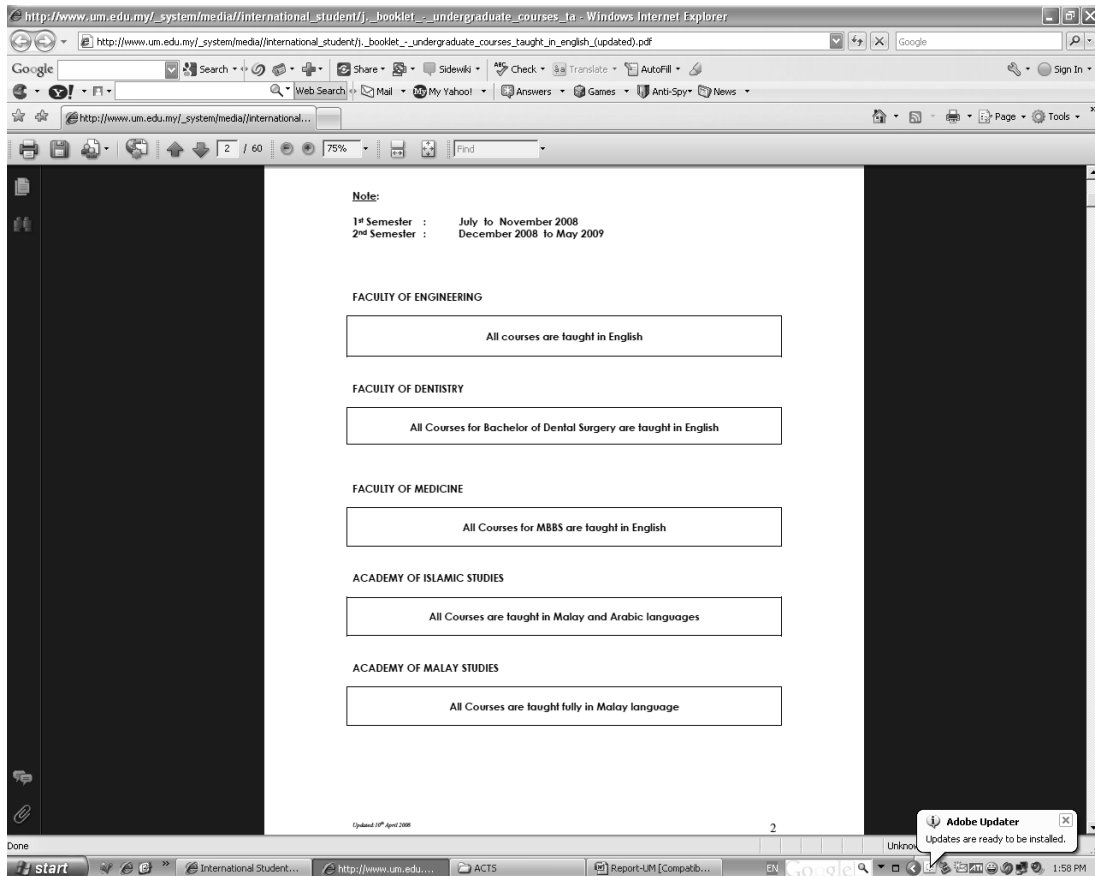 http://www.um.edu.my/_system/media//international_student/j._booklet_-_undergraduate_courses_ta - Windows Internet Explorer
http://www.um.edu.my/_system/media//international_student/j._booklet_-_undergraduate_courses_taught_in_english_(updated).pdf
Google
Google Search Share Sidewiki Check Translate AutoFill Sign In
Y! Web Search Mail My Yahoo! Answers Games Anti-Spy News
http://www.um.edu.my/_system/media//international... Page Tools
2 / 60 75% Find
Note:
1st Semester : July to November 2008
2nd Semester : December 2008 to May 2009
FACULTY OF ENGINEERING
All courses are taught in English
FACULTY OF DENTISTRY
All Courses for Bachelor of Dental Surgery are taught in English
FACULTY OF MEDICINE
All Courses for MBBS are taught in English
ACADEMY OF ISLAMIC STUDIES
All Courses are taught in Malay and Arabic languages
ACADEMY OF MALAY STUDIES
All Courses are taught fully in Malay language
Updated: 10th April 2008 2
Adobe Updater
Updates are ready to be installed.
Done
start International Student... http://www.um.edu.... ACTS Report-UM [Compatib... EN Google 1:58 PM